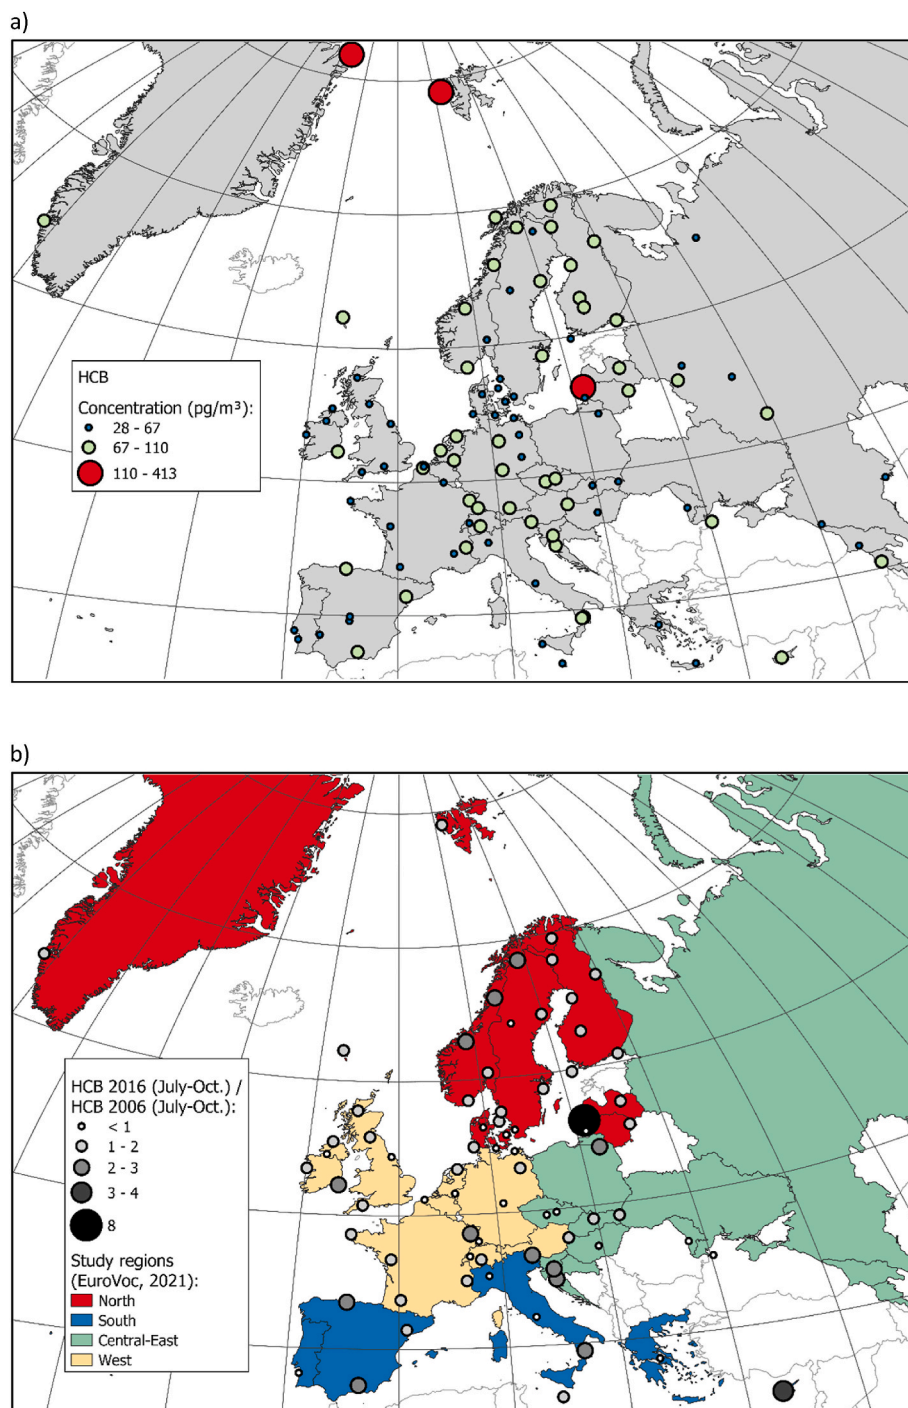 a)
HCB
Concentration (pg/m³):
28 - 67
67 - 110
110 - 413
b)
HCB 2016 (July-Oct.) /
HCB 2006 (July-Oct.):
< 1
1 - 2
2 - 3
3 - 4
8
Study regions
(EuroVoc, 2021):
North
South
Central-East
West